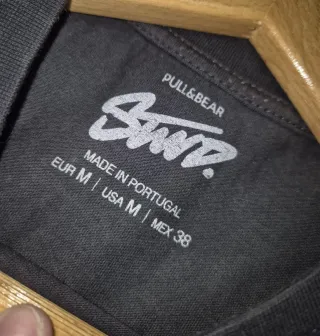 PULL&BEAR
STWD.
MADE IN PORTUGAL
EUR M | USA M | MEX 38